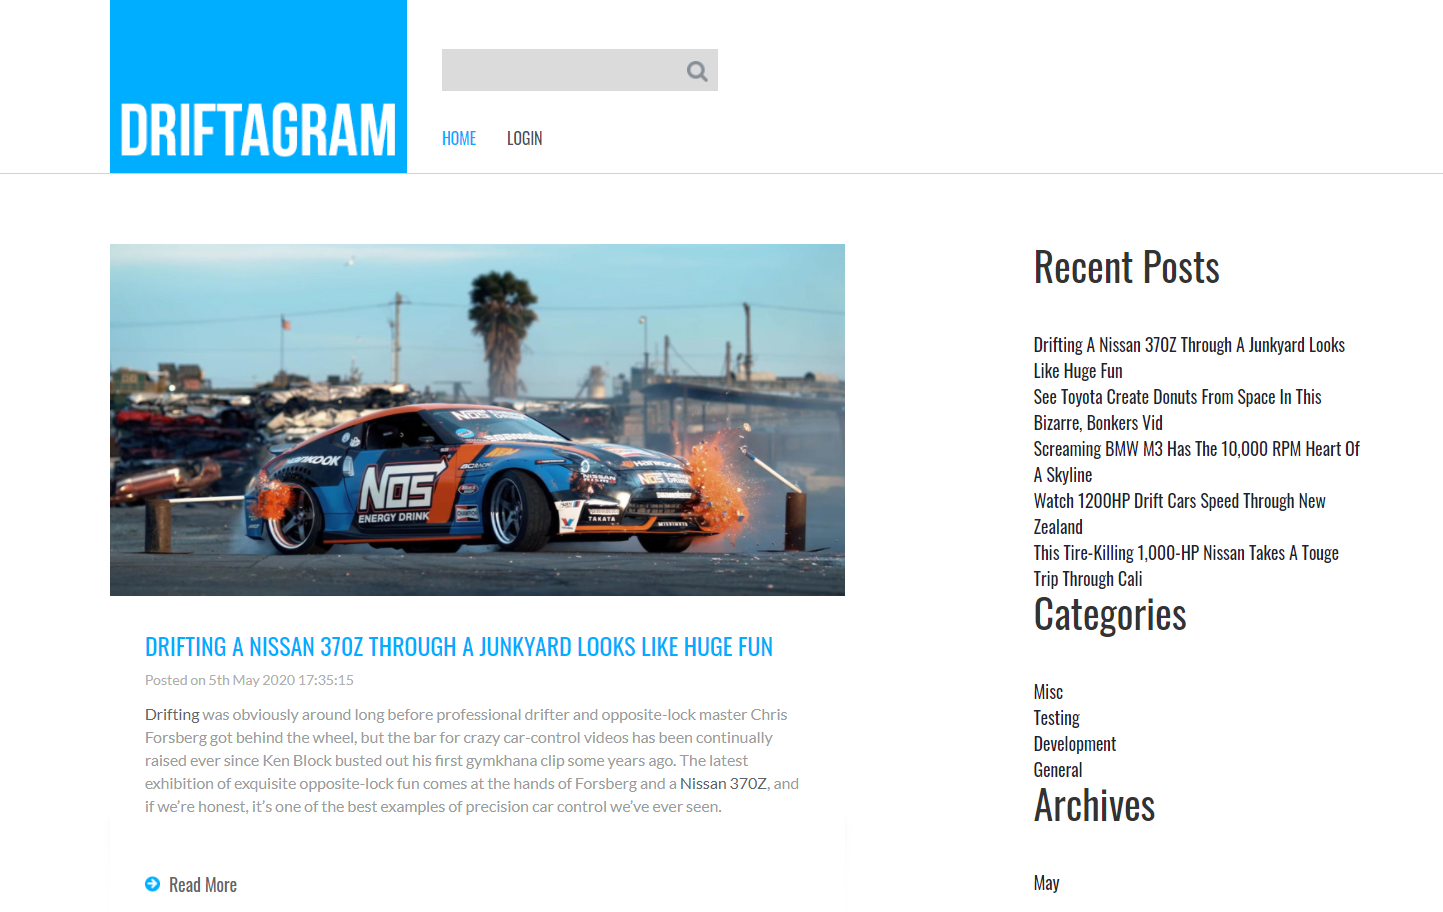 DRIFTAGRAM
HOME
LOGIN
NOS
HANKOOK
NOS
ENERGY DRINK
HANKOOK
TAKATA
Recent Posts
Drifting A Nissan 370Z Through A Junkyard Looks
Like Huge Fun
See Toyota Create Donuts From Space In This
Bizarre, Bonkers Vid
Screaming BMW M3 Has The 10,000 RPM Heart Of
A Skyline
Watch 1200HP Drift Cars Speed Through New
Zealand
This Tire-Killing 1,000-HP Nissan Takes A Touge
Trip Through Cali
Categories
Misc
Testing
Development
General
Archives
May
DRIFTING A NISSAN 370Z THROUGH A JUNKYARD LOOKS LIKE HUGE FUN
Posted on 5th May 2020 17:35:15
Drifting was obviously around long before professional drifter and opposite-lock master Chris
Forsberg got behind the wheel, but the bar for crazy car-control videos has been continually
raised ever since Ken Block busted out his first gymkhana clip some years ago. The latest
exhibition of exquisite opposite-lock fun comes at the hands of Forsberg and a Nissan 370Z, and
if we’re honest, it’s one of the best examples of precision car control we’ve ever seen.
Read More